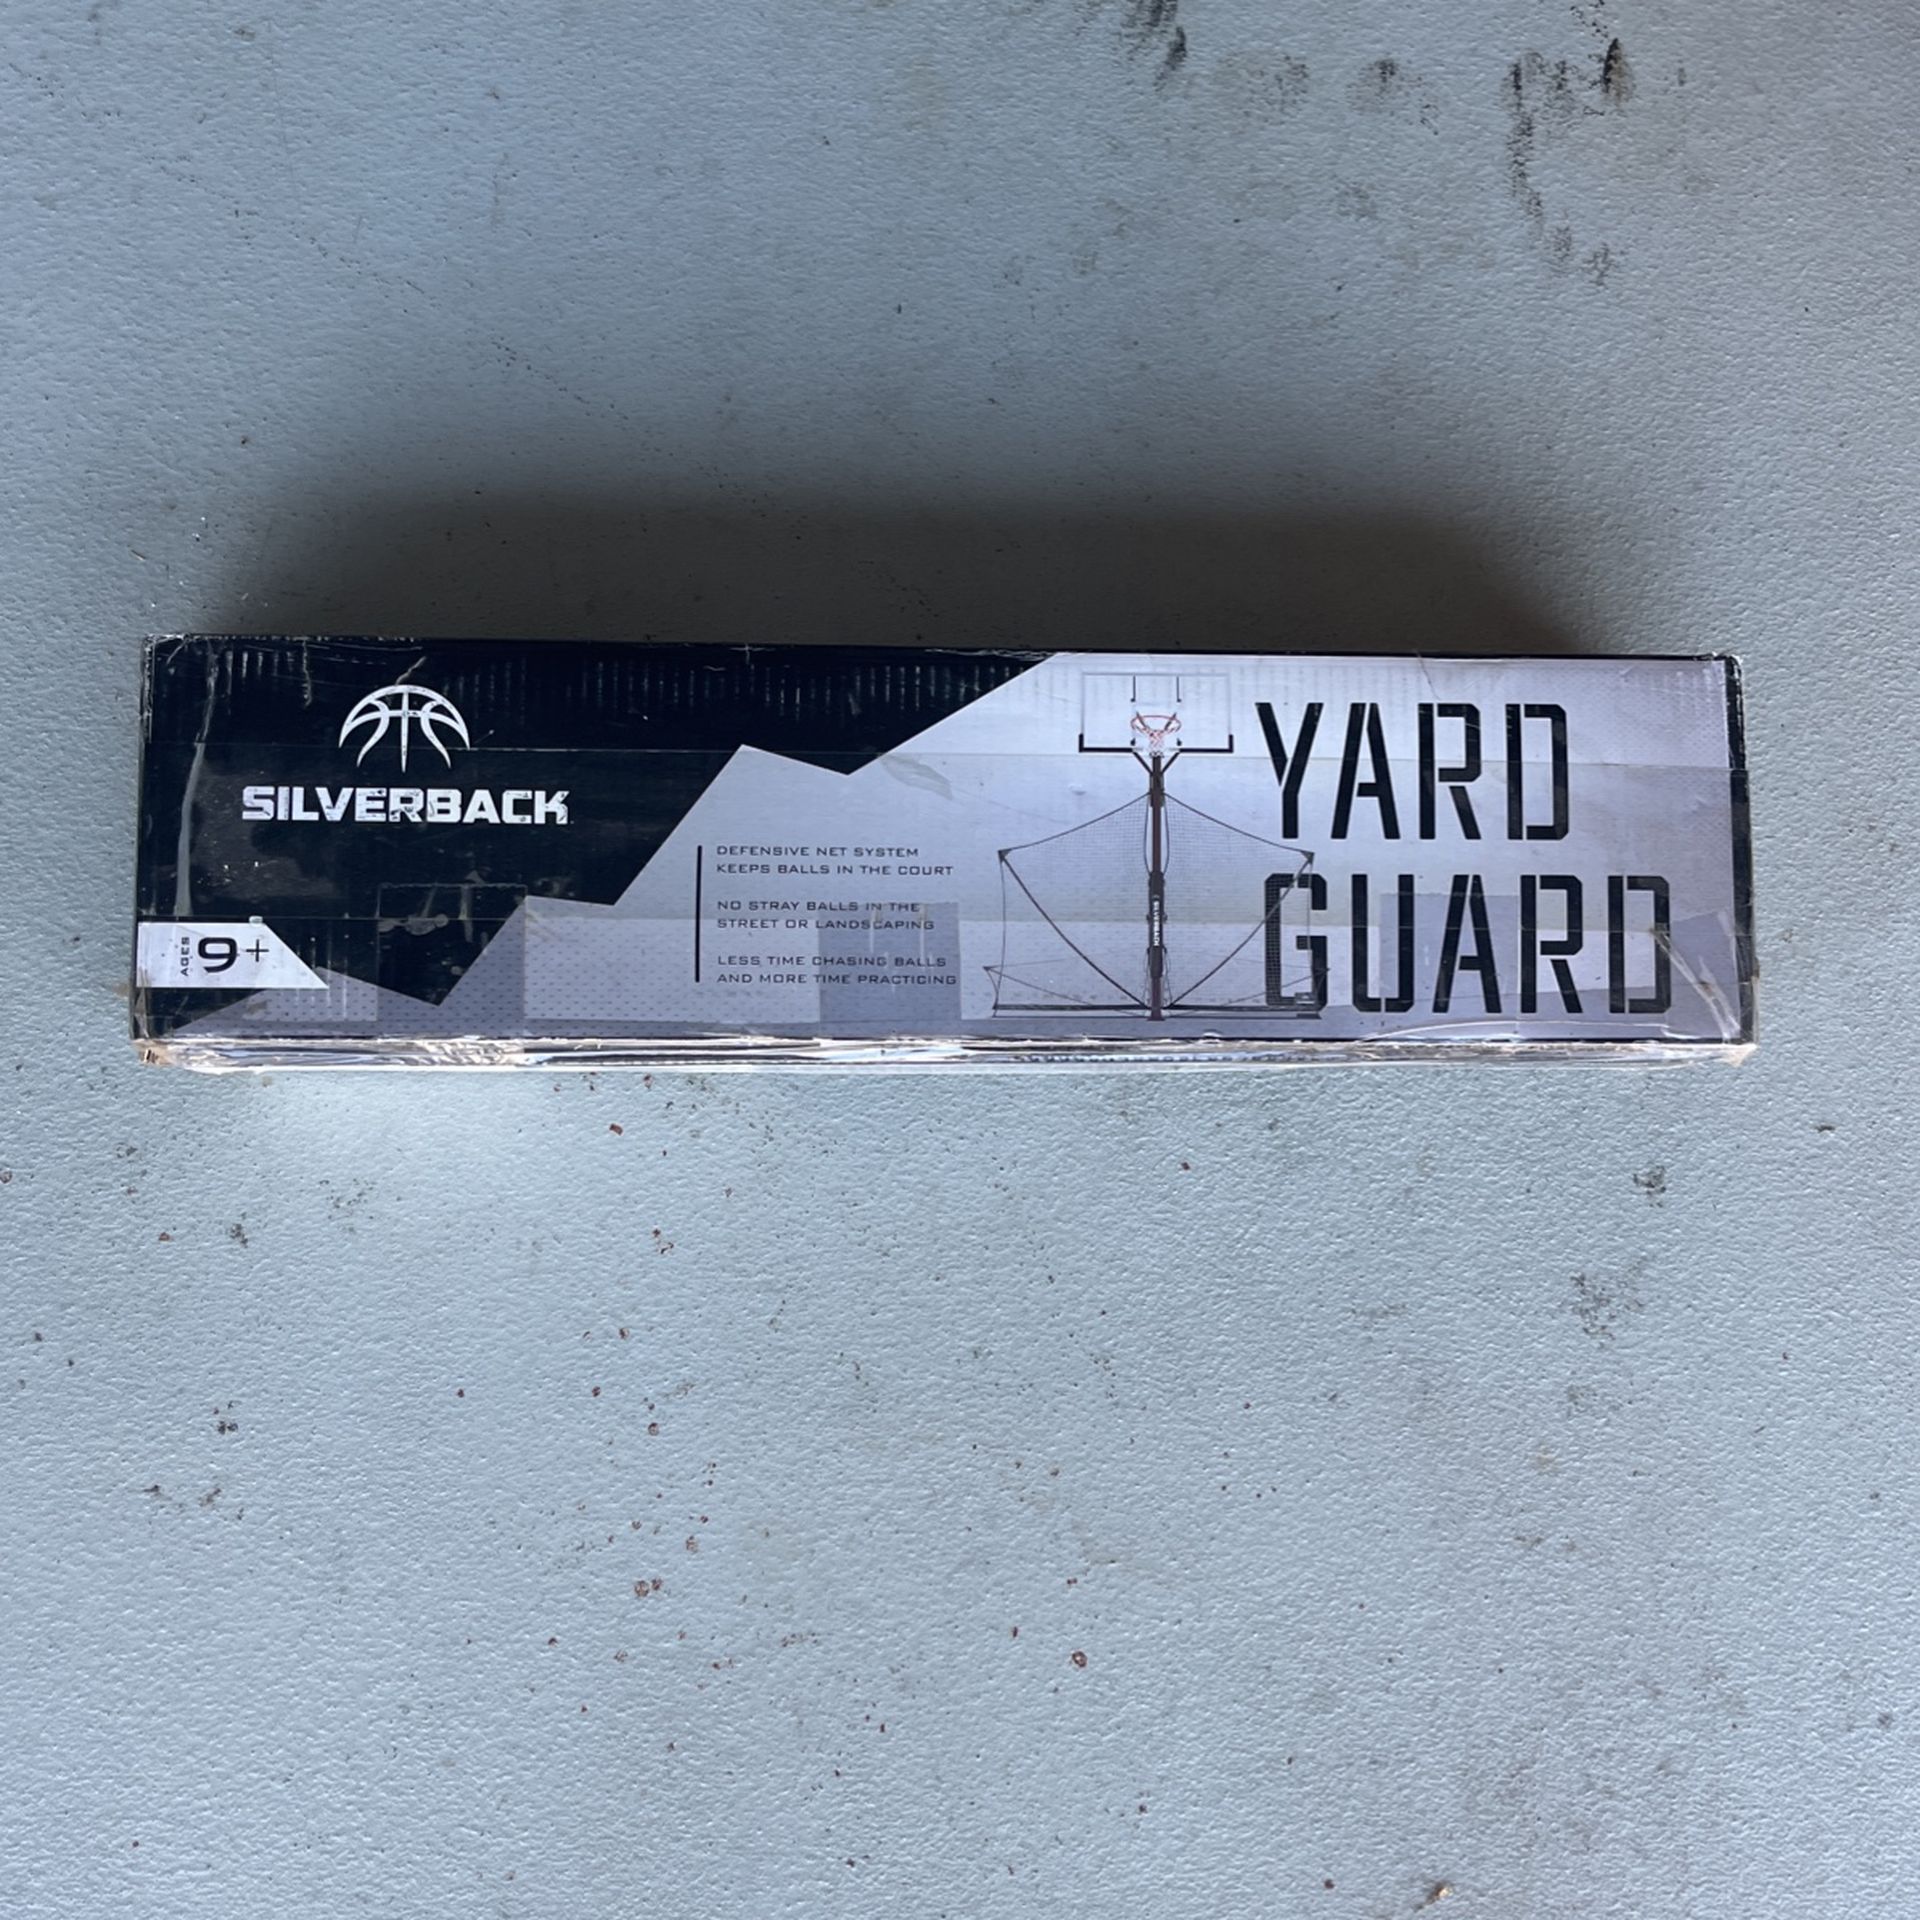 SILVERBACK
AGES 9+
DEFENSIVE NET SYSTEM
KEEPS BALLS IN THE COURT
NO STRAY BALLS IN THE
STREET OR LANDSCAPING
LESS TIME CHASING BALLS
AND MORE TIME PRACTICING
SILVERBACK
YARD
GUARD